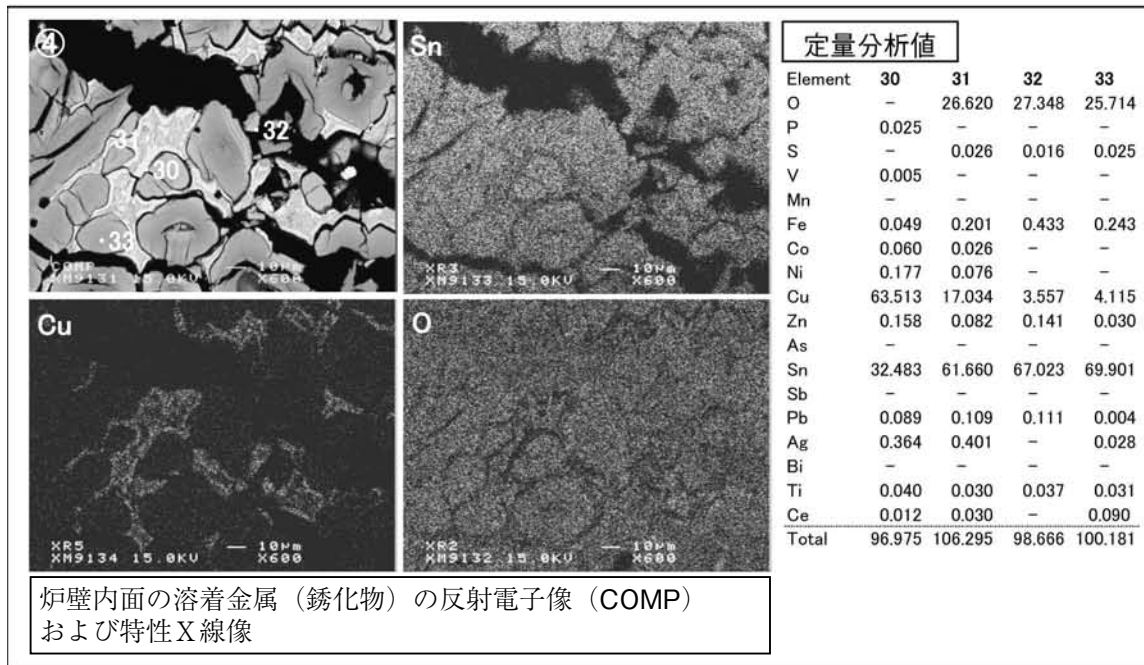 ④
31
32
30
33
COMP
XM9131 15.0KV 10μm X600
Sn
XR3
XM9133 15.0KV 10μm X600
Cu
XR5
XM9134 15.0KV 10μm X600
O
XR2
XM9132 15.0KV 10μm X600
定量分析値
Element 30 31 32 33
O - 26.620 27.348 25.714
P 0.025 - - -
S - 0.026 0.016 0.025
V 0.005 - - -
Mn - - - -
Fe 0.049 0.201 0.433 0.243
Co 0.060 0.026 - -
Ni 0.177 0.076 - -
Cu 63.513 17.034 3.557 4.115
Zn 0.158 0.082 0.141 0.030
As - - - -
Sn 32.483 61.660 67.023 69.901
Sb - - - -
Pb 0.089 0.109 0.111 0.004
Ag 0.364 0.401 - 0.028
Bi - - - -
Ti 0.040 0.030 0.037 0.031
Ce 0.012 0.030 - 0.090
Total 96.975 106.295 98.666 100.181
炉壁内面の溶着金属（銹化物）の反射電子像（COMP）
および特性Ｘ線像